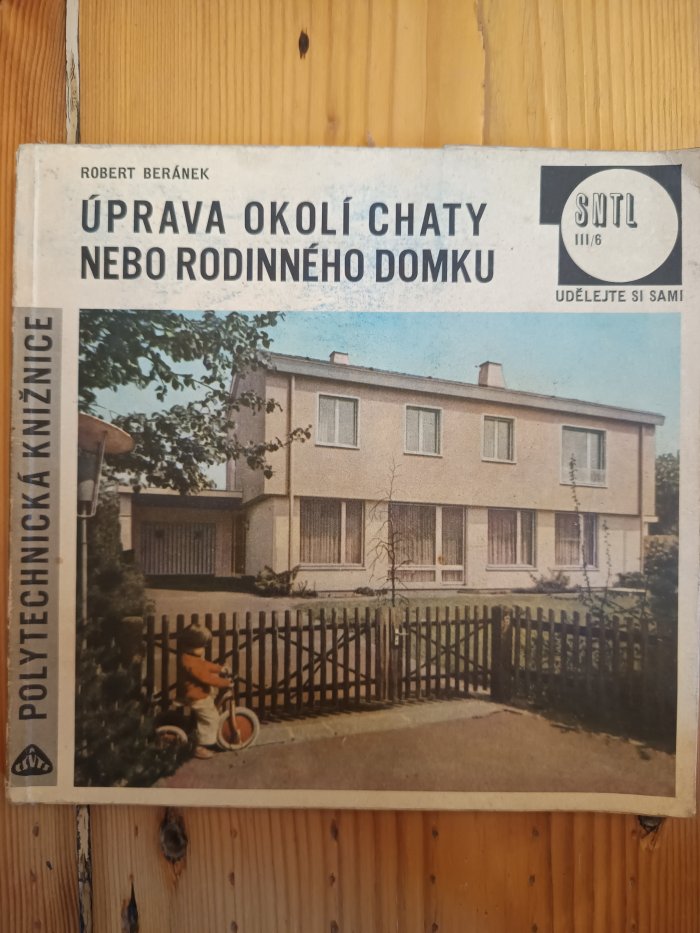 ROBERT BERÁNEK
ÚPRAVA OKOLÍ CHATY
NEBO RODINNÉHO DOMKU
SNTL
III/6
UDĚLEJTE SI SAMI
POLYTECHNICKÁ KNIŽNICE